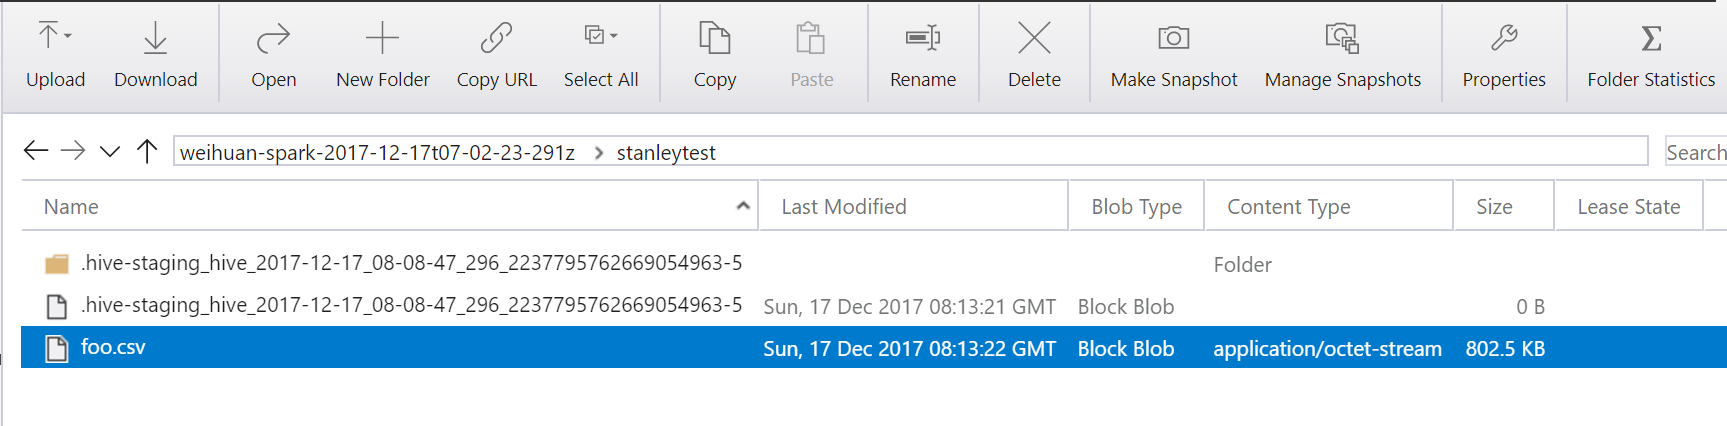 Upload Download Open New Folder Copy URL Select All Copy Paste Rename Delete Make Snapshot Manage Snapshots Properties Folder Statistics
weihuan-spark-2017-12-17t07-02-23-291z > stanleytest Search
Name Last Modified Blob Type Content Type Size Lease State
.hive-staging_hive_2017-12-17_08-08-47_296_2237795762669054963-5 Folder
.hive-staging_hive_2017-12-17_08-08-47_296_2237795762669054963-5 Sun, 17 Dec 2017 08:13:21 GMT Block Blob 0 B
foo.csv Sun, 17 Dec 2017 08:13:22 GMT Block Blob application/octet-stream 802.5 KB